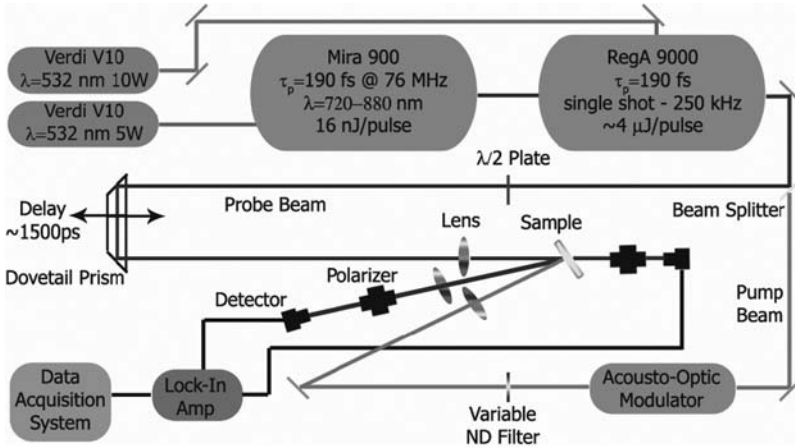 Verdi V10
λ=532 nm 10W
Verdi V10
λ=532 nm 5W
Mira 900
τp=190 fs @ 76 MHz
λ=720–880 nm
16 nJ/pulse
RegA 9000
τp=190 fs
single shot - 250 kHz
~4 μJ/pulse
λ/2 Plate
Delay
~1500ps
Probe Beam
Beam Splitter
Lens
Sample
Dovetail Prism
Polarizer
Detector
Pump
Beam
Data
Acquisition
System
Lock-In
Amp
Variable
ND Filter
Acousto-Optic
Modulator